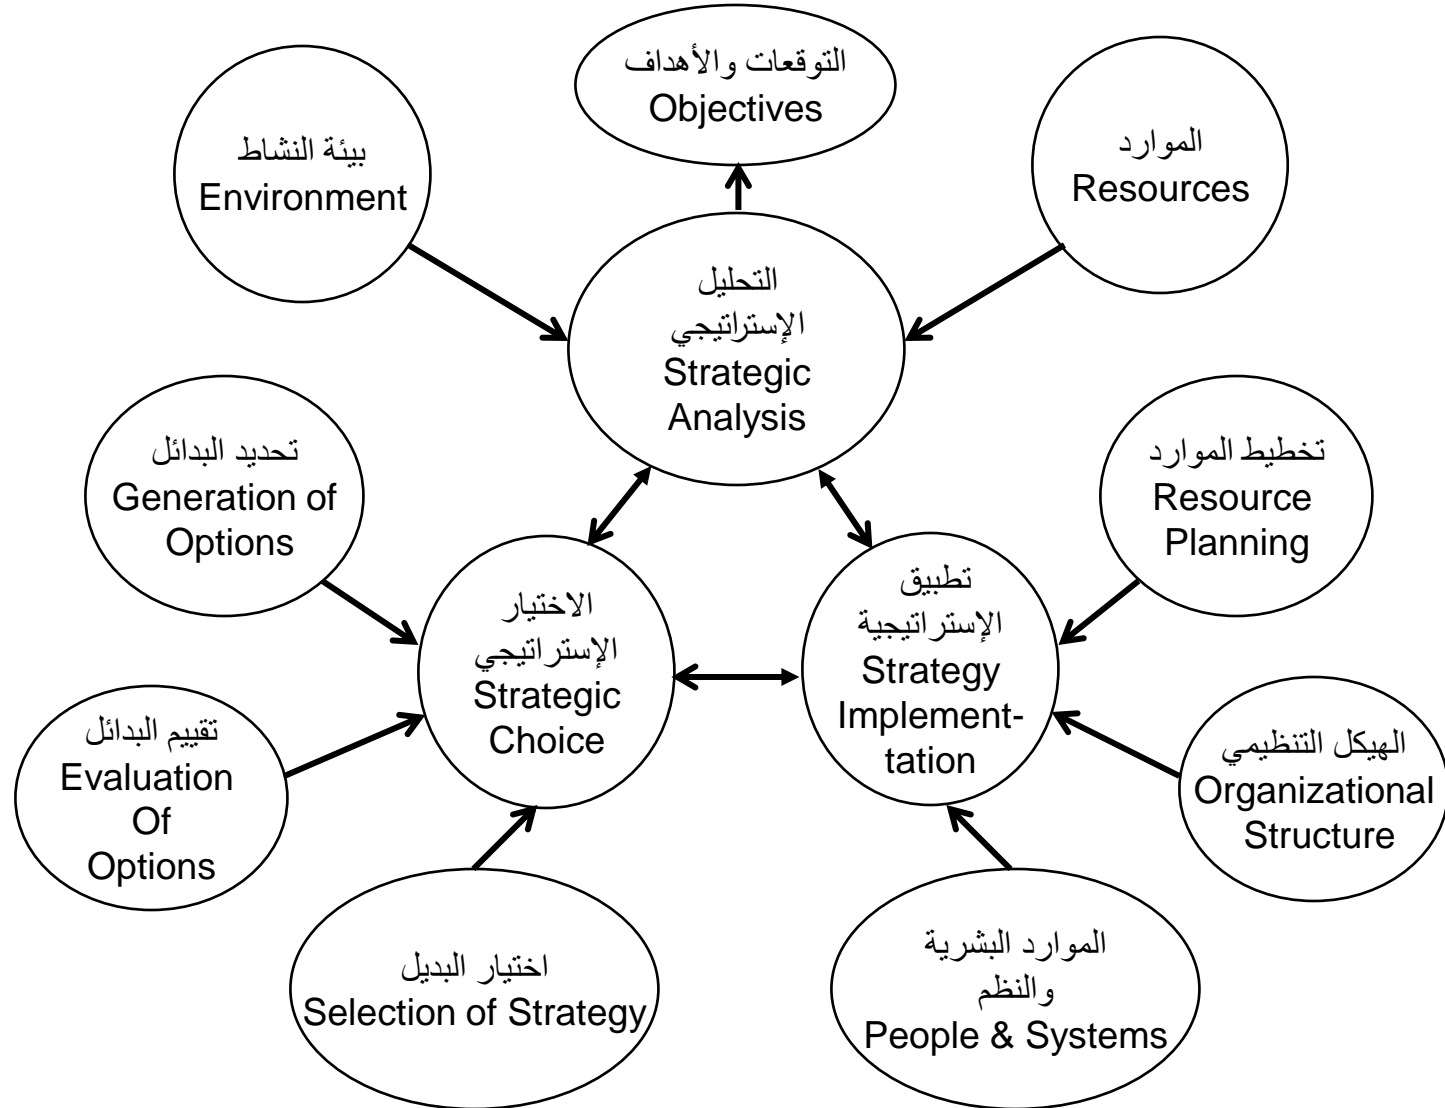 التوقعات والأهداف
Objectives
بيئة النشاط
Environment
الموارد
Resources
التحليل
الإستراتيجي
Strategic
Analysis
تحديد البدائل
Generation of
Options
تخطيط الموارد
Resource
Planning
الاختيار
الإستراتيجي
Strategic
Choice
تطبيق
الإستراتيجية
Strategy
Implement-
tation
تقييم البدائل
Evaluation
Of
Options
الهيكل التنظيمي
Organizational
Structure
اختيار البديل
Selection of Strategy
الموارد البشرية
والنظم
People & Systems